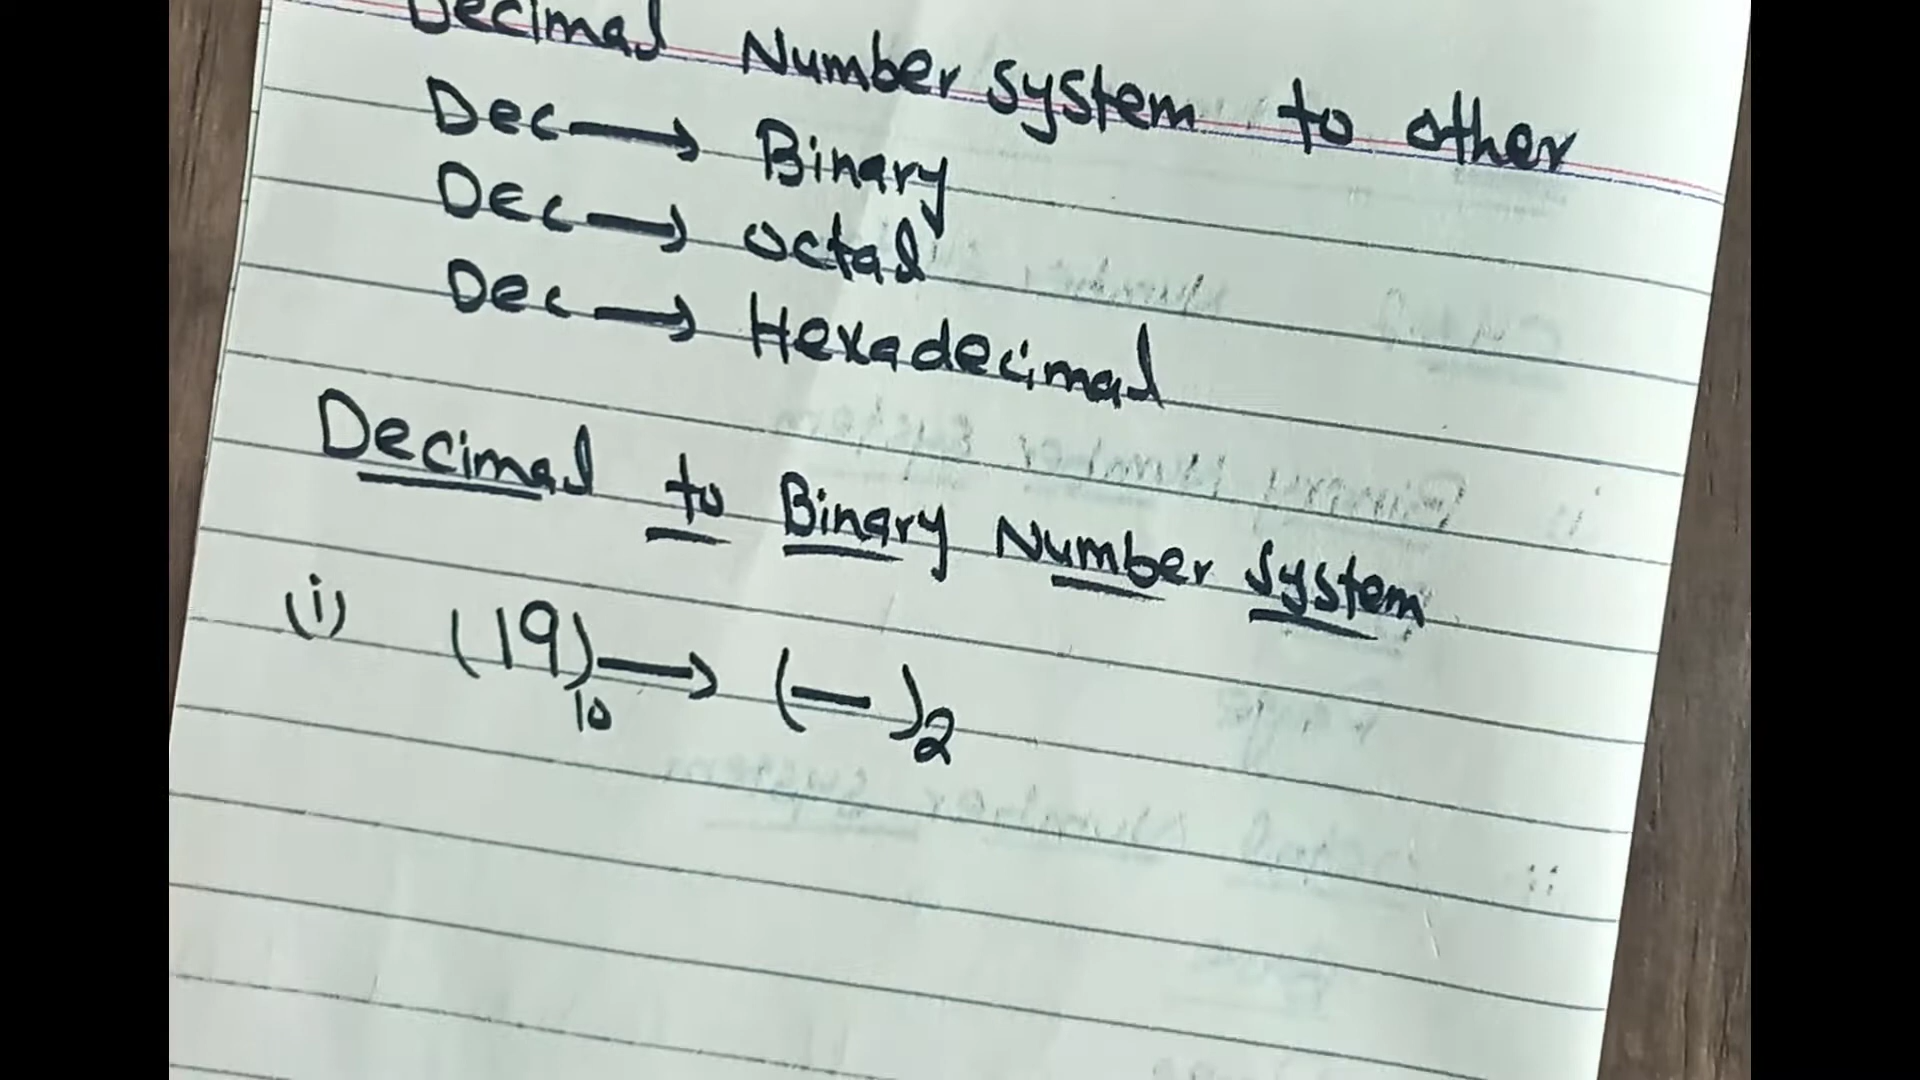 Decimal Number system to other
Dec → Binary
Dec → octal
Dec → Hexadecimal
Decimal to Binary Number System
(i) (19)10 → (—)2